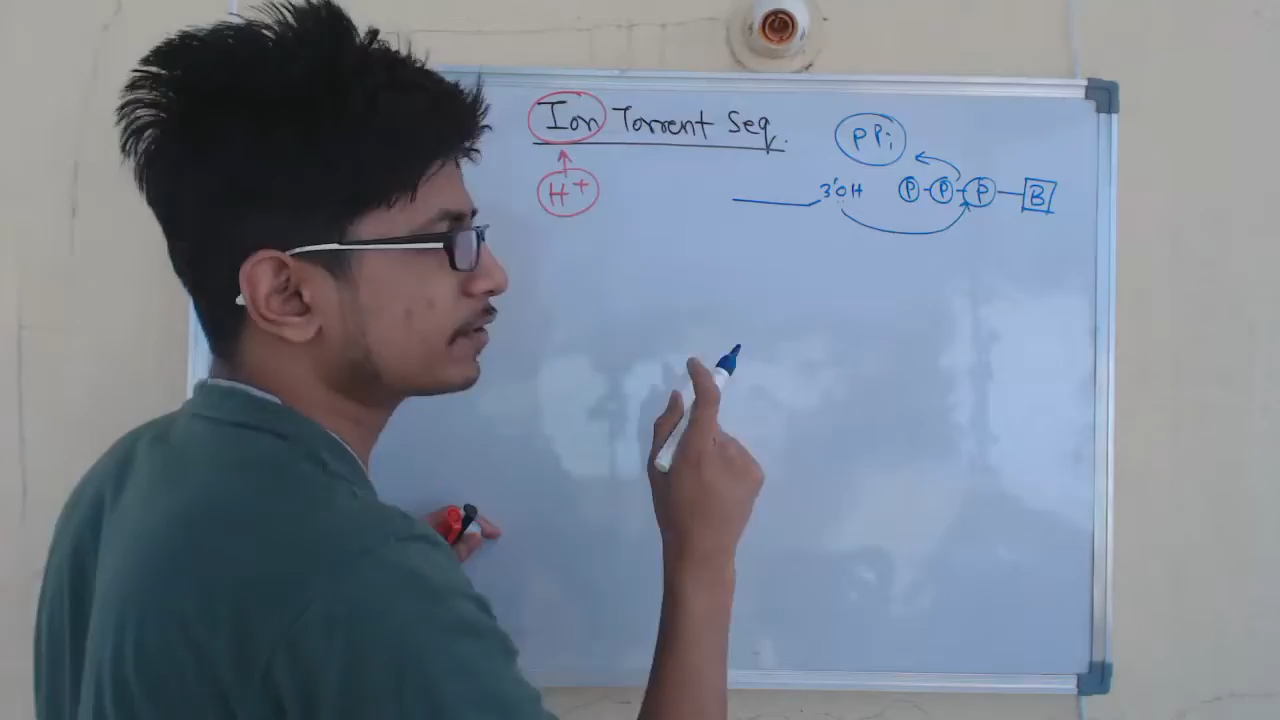 Ion Torrent Seq.
PPi
H+
3'OH P-P-P-B